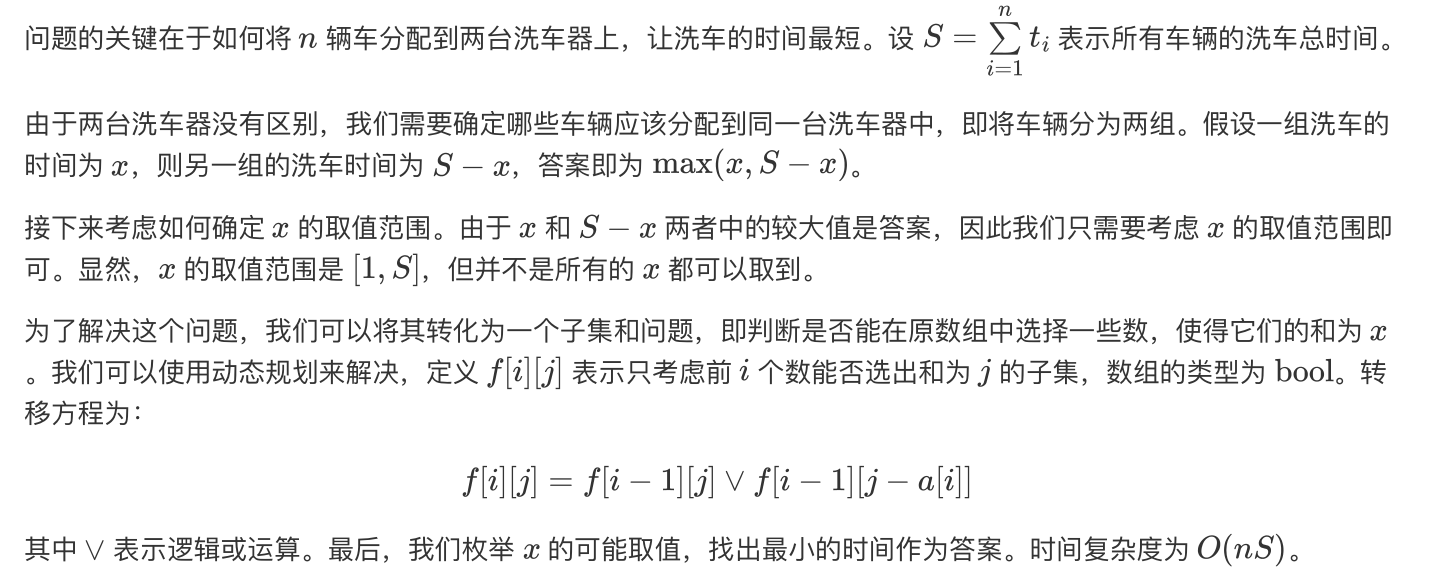 问题的关键在于如何将 n 辆车分配到两台洗车器上，让洗车的时间最短。设 $S = \sum_{i=1}^{n} t_i$ 表示所有车辆的洗车总时间。
由于两台洗车器没有区别，我们需要确定哪些车辆应该分配到同一台洗车器中，即将车辆分为两组。假设一组洗车的
时间为 x，则另一组的洗车时间为 S − x，答案即为 max(x, S − x)。
接下来考虑如何确定 x 的取值范围。由于 x 和 S − x 两者中的较大值是答案，因此我们只需要考虑 x 的取值范围即
可。显然，x 的取值范围是 [1, S]，但并不是所有的 x 都可以取到。
为了解决这个问题，我们可以将其转化为一个子集和问题，即判断是否能在原数组中选择一些数，使得它们的和为 x
。我们可以使用动态规划来解决，定义 f[i][j] 表示只考虑前 i 个数能否选出和为 j 的子集，数组的类型为 bool。转
移方程为：
f[i][j] = f[i − 1][j] ∨ f[i − 1][j − a[i]]
其中 ∨ 表示逻辑或运算。最后，我们枚举 x 的可能取值，找出最小的时间作为答案。时间复杂度为 O(nS)。